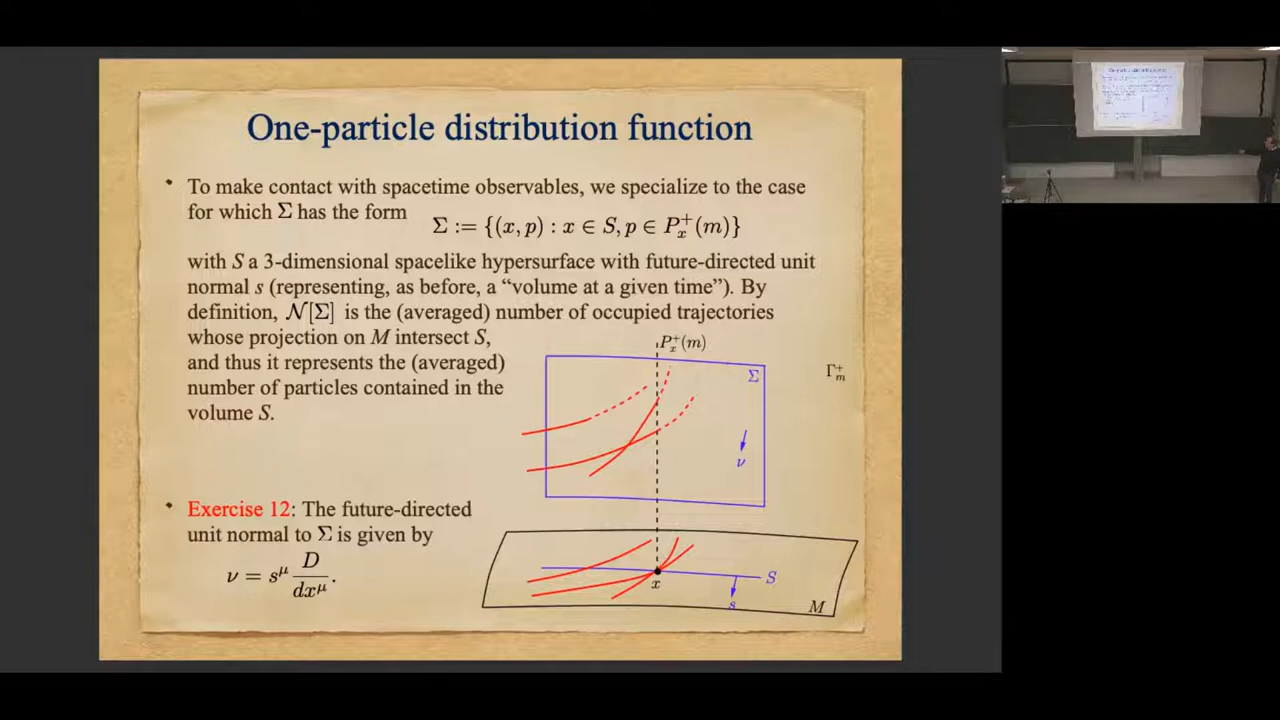 One-particle distribution function
• To make contact with spacetime observables, we specialize to the case
for which Σ has the form
Σ := {(x, p) : x ∈ S, p ∈ P_x^+(m)}
with S a 3-dimensional spacelike hypersurface with future-directed unit
normal s (representing, as before, a “volume at a given time”). By
definition, 𝒩[Σ] is the (averaged) number of occupied trajectories
whose projection on M intersect S,
and thus it represents the (averaged)
number of particles contained in the
volume S.
P_x^+(m)
Σ
Γ_m^+
ν
• Exercise 12: The future-directed
unit normal to Σ is given by
ν = s^μ D/dx^μ.
S
x
s
M